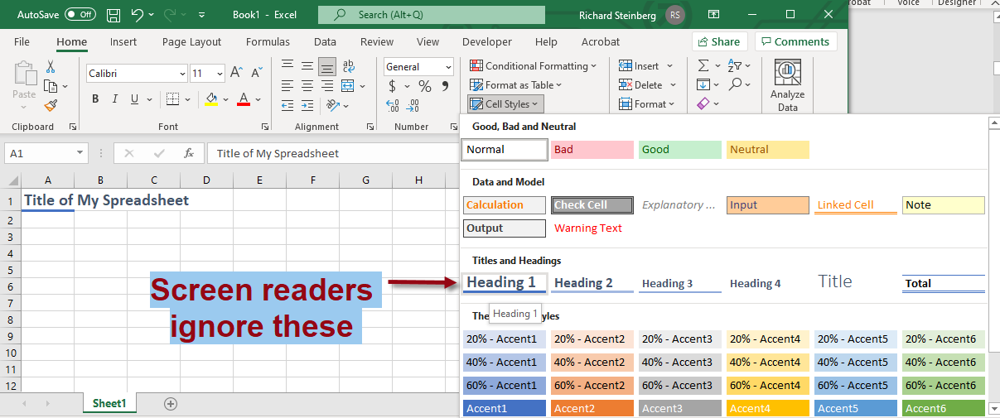 AutoSave Off Book1 - Excel Search (Alt+Q) Richard Steinberg RS
robat Voice Designer
File Home Insert Page Layout Formulas Data Review View Developer Help Acrobat Share Comments
Paste
Clipboard
Calibri 11
B I U A A A
Font
ab c
Alignment
General
$ % 9
.00 .00
Number
Conditional Formatting
Format as Table
Cell Styles
Insert
Delete
Format
Analyze
Data
A1 fx Title of My Spreadsheet
A B C D E F G H
1 Title of My Spreadsheet
2
3
4
5
6
7
8
9
10
11
12
Screen readers
ignore these
Sheet1
Good, Bad and Neutral
Normal Bad Good Neutral
Data and Model
Calculation Check Cell Explanatory ... Input Linked Cell Note
Output Warning Text
Titles and Headings
Heading 1 Heading 2 Heading 3 Heading 4 Title Total
The yles
Heading 1
20% - Accent1 20% - Accent2 20% - Accent3 20% - Accent4 20% - Accent5 20% - Accent6
40% - Accent1 40% - Accent2 40% - Accent3 40% - Accent4 40% - Accent5 40% - Accent6
60% - Accent1 60% - Accent2 60% - Accent3 60% - Accent4 60% - Accent5 60% - Accent6
Accent1 Accent2 Accent3 Accent4 Accent5 Accent6